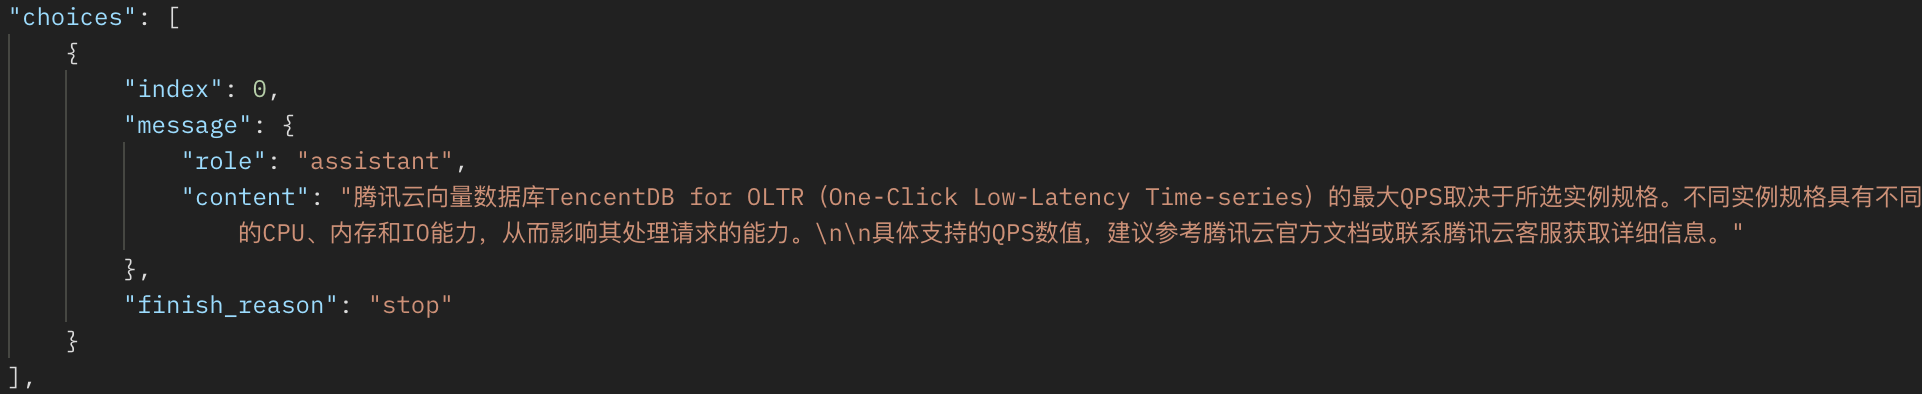 "choices": [
{
"index": 0,
"message": {
"role": "assistant",
"content": "腾讯云向量数据库TencentDB for OLTR（One-Click Low-Latency Time-series）的最大QPS取决于所选实例规格。不同实例规格具有不同
的CPU、内存和IO能力，从而影响其处理请求的能力。\n\n具体支持的QPS数值，建议参考腾讯云官方文档或联系腾讯云客服获取详细信息。"
},
"finish_reason": "stop"
}
],